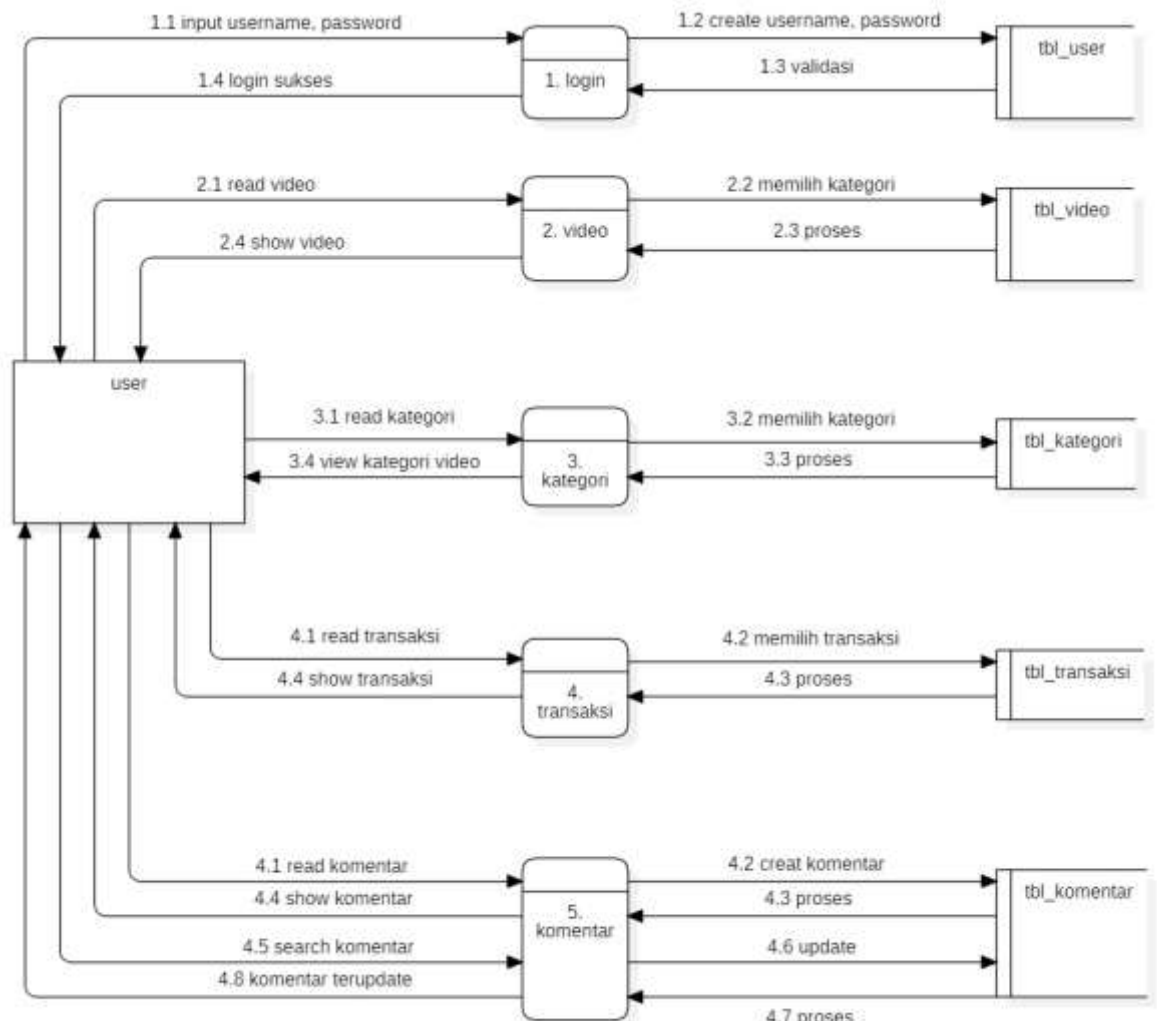 1.1 input username, password
1.2 create username, password
tbl_user
1.3 validasi
1.4 login sukses
1. login
2.1 read video
2.2 memilih kategori
tbl_video
2. video
2.3 proses
2.4 show video
user
3.1 read kategori
3.2 memilih kategori
tbl_kategori
3.4 view kategori video
3.
kategori
3.3 proses
4.1 read transaksi
4.2 memilih transaksi
tbl_transaksi
4.4 show transaksi
4.
transaksi
4.3 proses
4.1 read komentar
4.2 creat komentar
tbl_komentar
4.4 show komentar
4.3 proses
5.
komentar
4.5 search komentar
4.6 update
4.8 komentar terupdate
4.7 proses